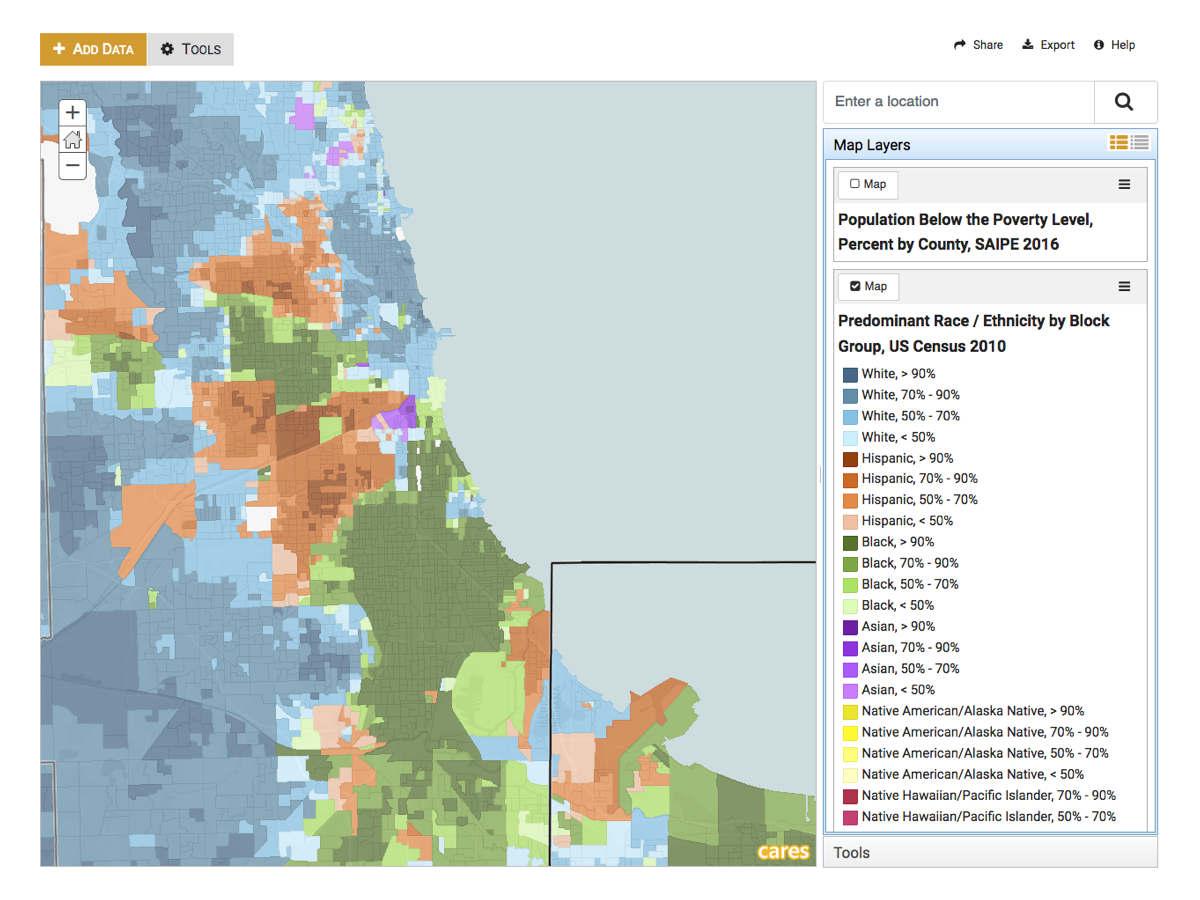 + ADD DATA
TOOLS
Share
Export
Help
+
−
Enter a location
Map Layers
Map
Population Below the Poverty Level,
Percent by County, SAIPE 2016
Map
Predominant Race / Ethnicity by Block
Group, US Census 2010
White, > 90%
White, 70% - 90%
White, 50% - 70%
White, < 50%
Hispanic, > 90%
Hispanic, 70% - 90%
Hispanic, 50% - 70%
Hispanic, < 50%
Black, > 90%
Black, 70% - 90%
Black, 50% - 70%
Black, < 50%
Asian, > 90%
Asian, 70% - 90%
Asian, 50% - 70%
Asian, < 50%
Native American/Alaska Native, > 90%
Native American/Alaska Native, 70% - 90%
Native American/Alaska Native, 50% - 70%
Native American/Alaska Native, < 50%
Native Hawaiian/Pacific Islander, 70% - 90%
Native Hawaiian/Pacific Islander, 50% - 70%
cares
Tools